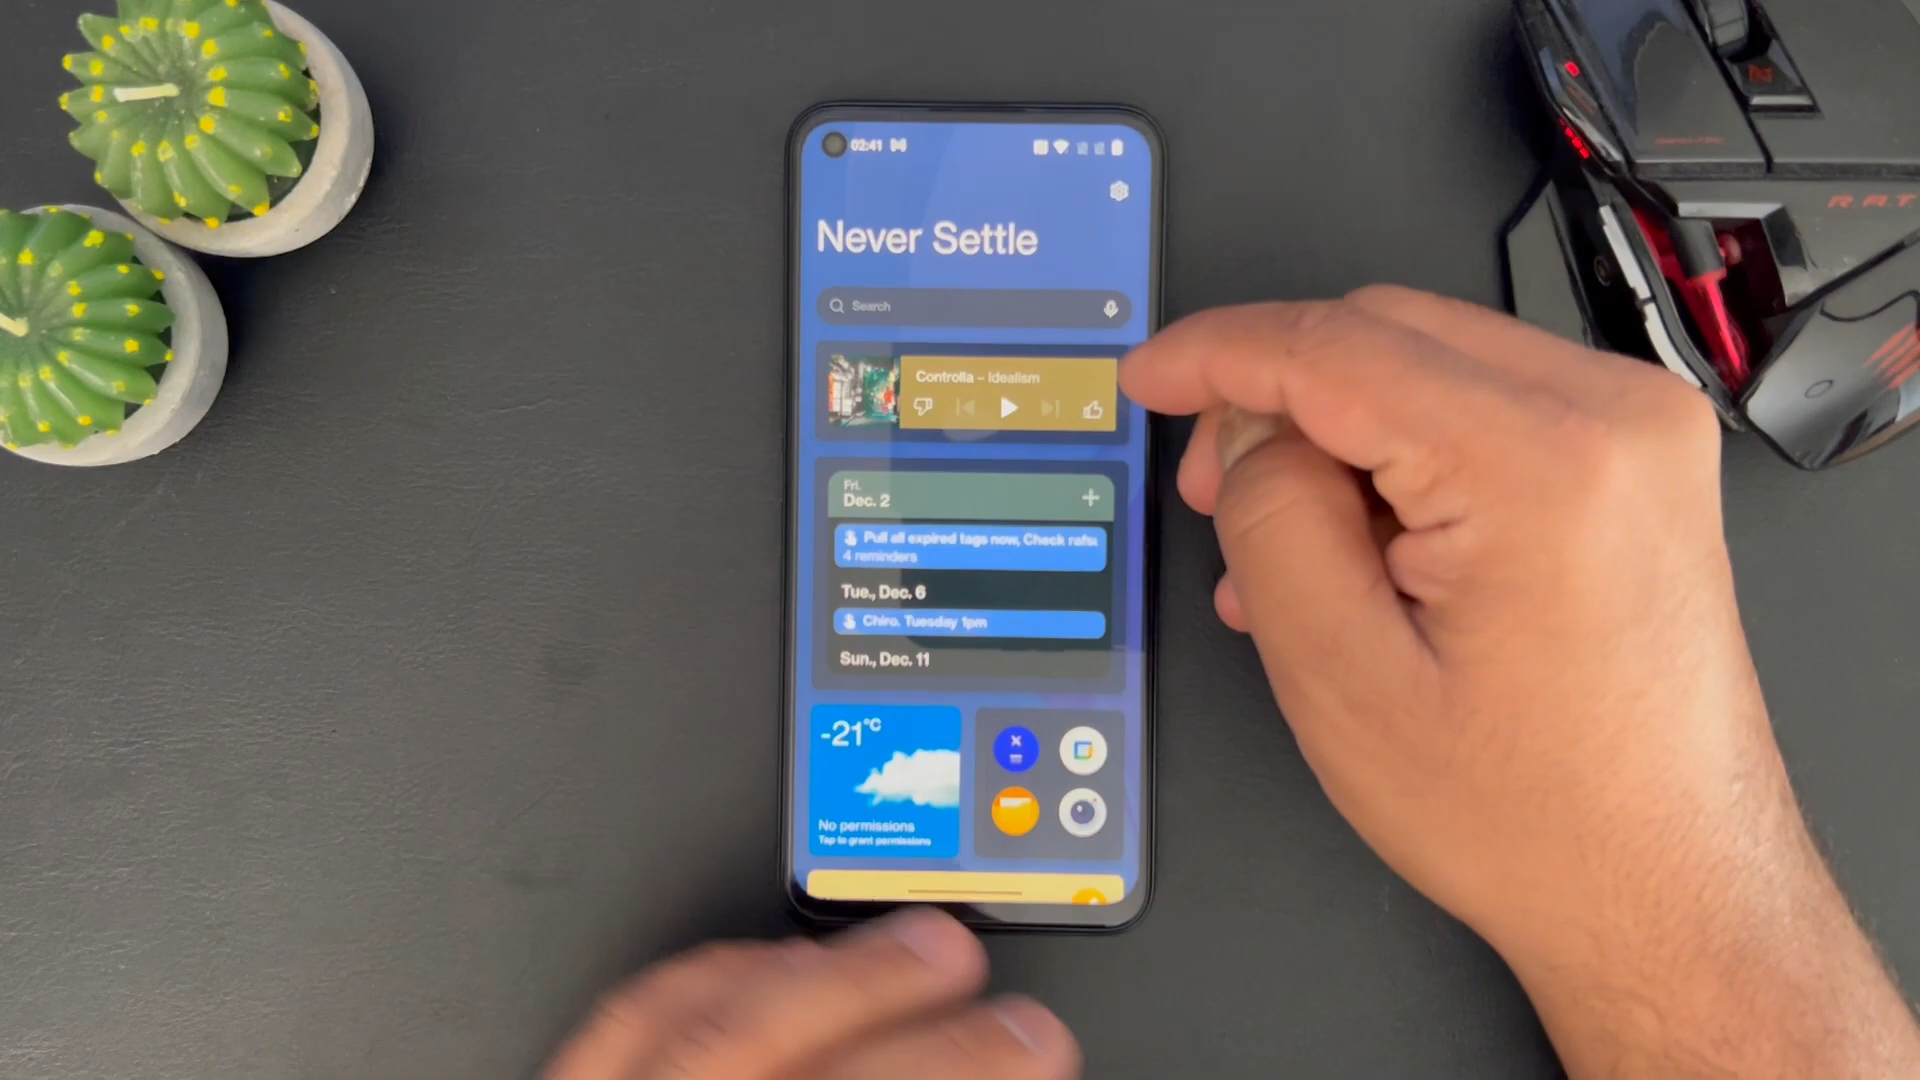 02:41
Never Settle
Search
Controlla – Idealism
Fri.
Dec. 2
Pull all expired tags now, Check
4 reminders
Tue., Dec. 6
Chiro. Tuesday 1pm
Sun., Dec. 11
-21°C
No permissions
Tap to grant permissions
R.A.T